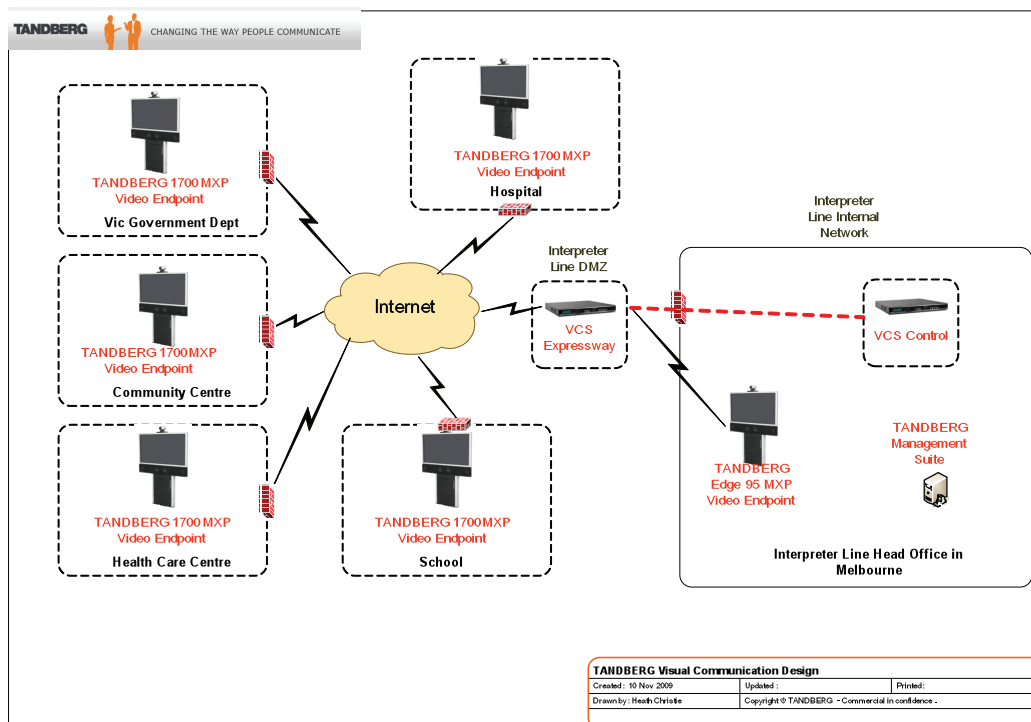 TANDBERG
CHANGING THE WAY PEOPLE COMMUNICATE
TANDBERG 1700 MXP
Video Endpoint
Vic Government Dept
TANDBERG 1700 MXP
Video Endpoint
Hospital
TANDBERG 1700MXP
Video Endpoint
Community Centre
Internet
Interpreter
Line DMZ
VCS
Expressway
Interpreter
Line Internal
Network
VCS Control
TANDBERG 1700 MXP
Video Endpoint
Health Care Centre
TANDBERG 1700MXP
Video Endpoint
School
TANDBERG
Edge 95 MXP
Video Endpoint
TANDBERG
Management
Suite
Interpreter Line Head Office in
Melbourne
TANDBERG Visual Communication Design
Created : 10 Nov 2009
Updated :
Printed:
Drawn by : Heath Christie
Copyright © TANDBERG - Commercial in confidence .